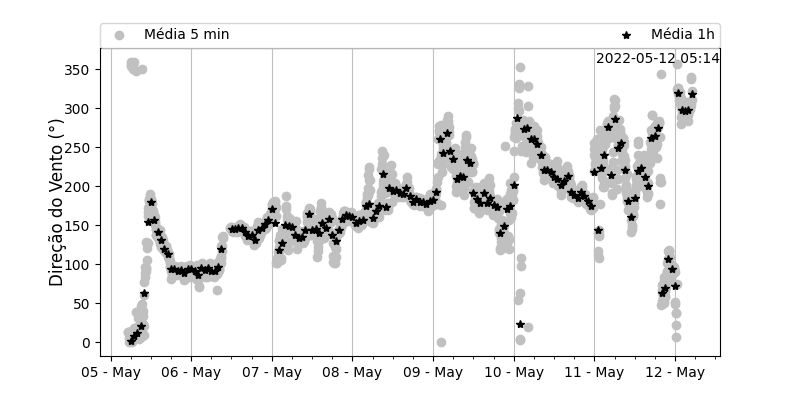 Média 5 min
Média 1h
2022-05-12 05:14
Direção do Vento (°)
350
300
250
200
150
100
50
0
05 - May
06 - May
07 - May
08 - May
09 - May
10 - May
11 - May
12 - May